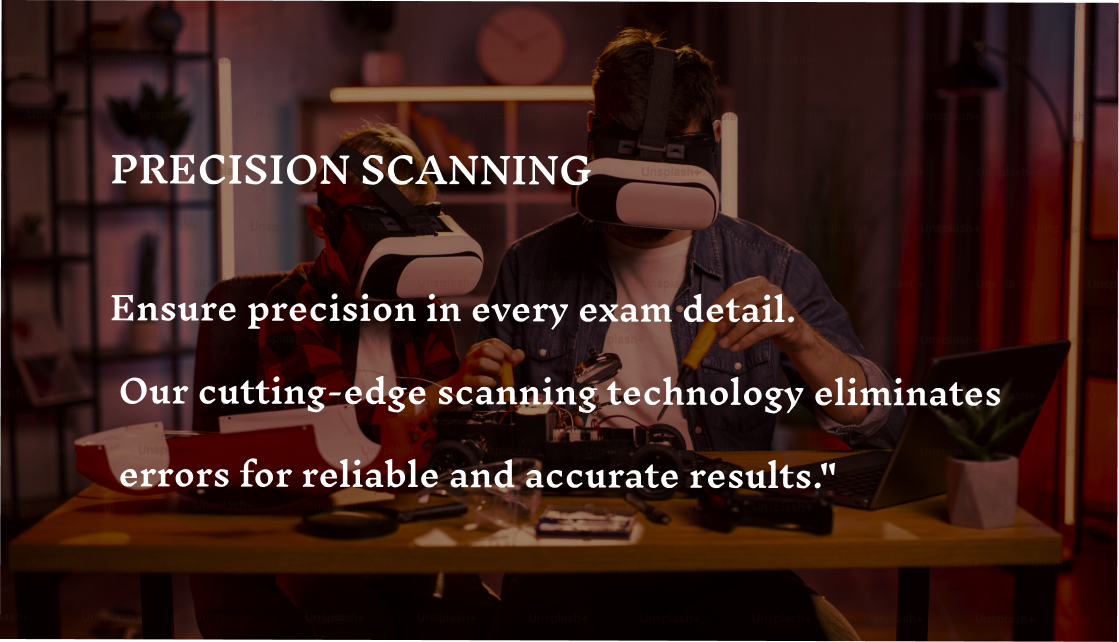 PRECISION SCANNING
Unsplash+
Ensure precision in every exam detail.
Our cutting-edge scanning technology eliminates
errors for reliable and accurate results."